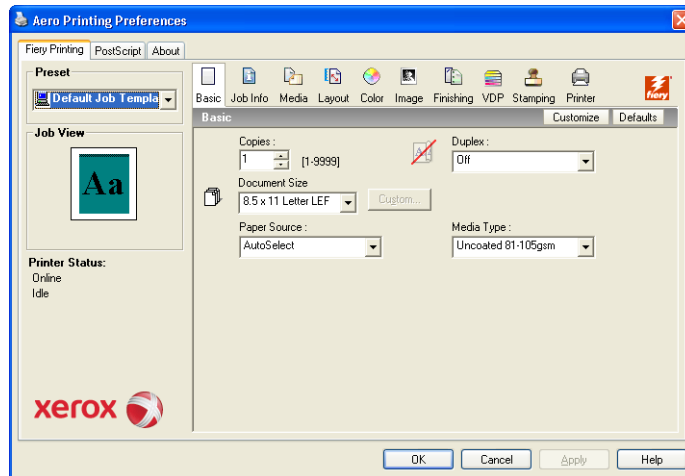 Aero Printing Preferences
Fiery Printing PostScript About
Preset
Default Job Templa
Job View
Aa
Printer Status:
Online
Idle
xerox
Basic Job Info Media Layout Color Image Finishing VDP Stamping Printer
fiery
Basic Customize Defaults
Copies :
1 [1-9999]
Duplex :
Off
Document Size
8.5 x 11 Letter LEF Custom...
Paper Source :
AutoSelect
Media Type :
Uncoated 81-105gsm
OK Cancel Apply Help